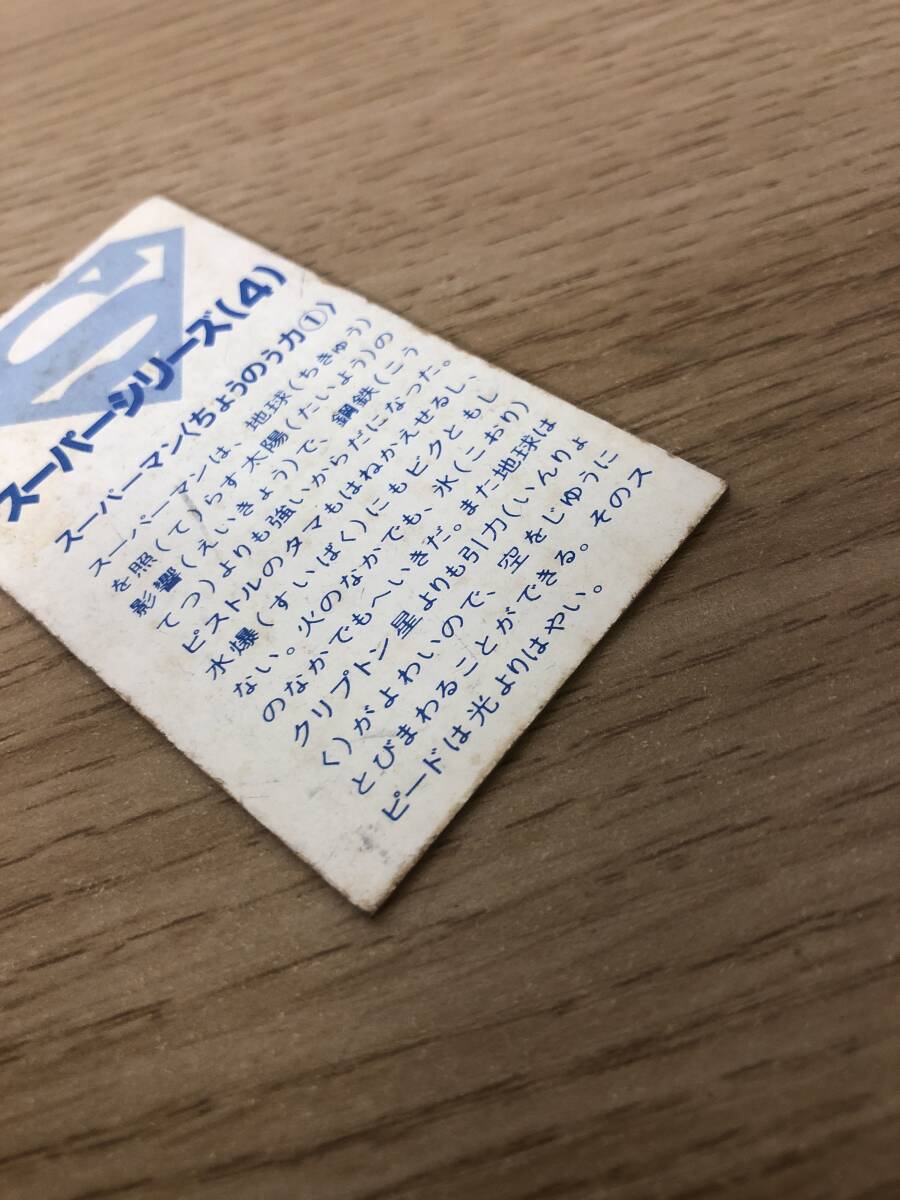 S
スーパーシリーズ(4)
スーパーマン〈ちょうのう力①〉
スーパーマンは、地球(ちきゅう)
を照(て)らす太陽(たいよう)の
影響(えいきょう)で、鋼鉄(こう
てつ)よりも強いからだになった。
ピストルのタマもはねかえせるし、
水爆(すいばく)にもビクともし
ない。火のなかでも、氷(こおり)
のなかでもへいきだ。また地球は
クリプトン星よりも引力(いんりょ
く)がよわいので、空をじゆうに
とびまわることができる。そのス
ピードは光よりはやい。